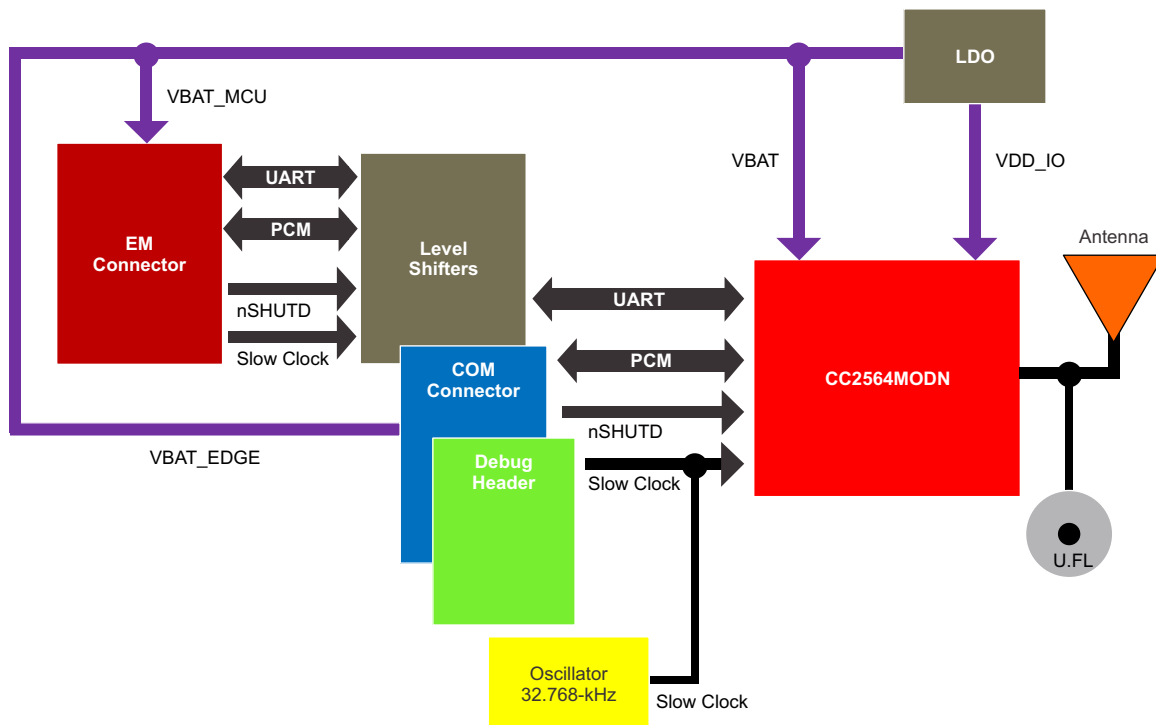 LDO
VBAT_MCU
VBAT
VDD_IO
UART
PCM
EM
Connector
Level
Shifters
nSHUTD
Slow Clock
Antenna
UART
PCM
nSHUTD
Slow Clock
COM
Connector
CC2564MODN
VBAT_EDGE
Debug
Header
U.FL
Oscillator
32.768-kHz
Slow Clock